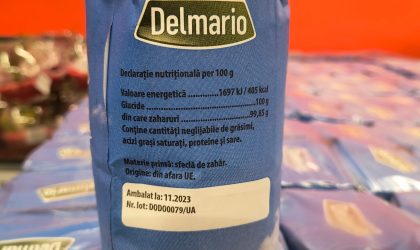 Delmario
Declarație nutrițională per 100 g
Valoare energetică ........ 1697 kJ / 405 kcal
Glucide ........ 100 g
din care zaharuri ........ 99,85 g
Conține cantități neglijabile de grăsimi,
acizi grași saturați, proteine și sare.
Materie primă: sfeclă de zahăr.
Origine: din afara UE.
Ambalat la: 11.2023
Nr. lot: DOD00079/UA